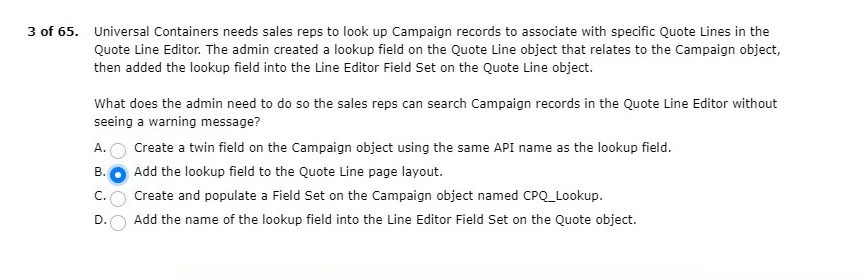 3 of 65. Universal Containers needs sales reps to look up Campaign records to associate with specific Quote Lines in the
Quote Line Editor. The admin created a lookup field on the Quote Line object that relates to the Campaign object,
then added the lookup field into the Line Editor Field Set on the Quote Line object.
What does the admin need to do so the sales reps can search Campaign records in the Quote Line Editor without
seeing a warning message?
A. Create a twin field on the Campaign object using the same API name as the lookup field.
B. Add the lookup field to the Quote Line page layout.
C. Create and populate a Field Set on the Campaign object named CPQ_Lookup.
D. Add the name of the lookup field into the Line Editor Field Set on the Quote object.